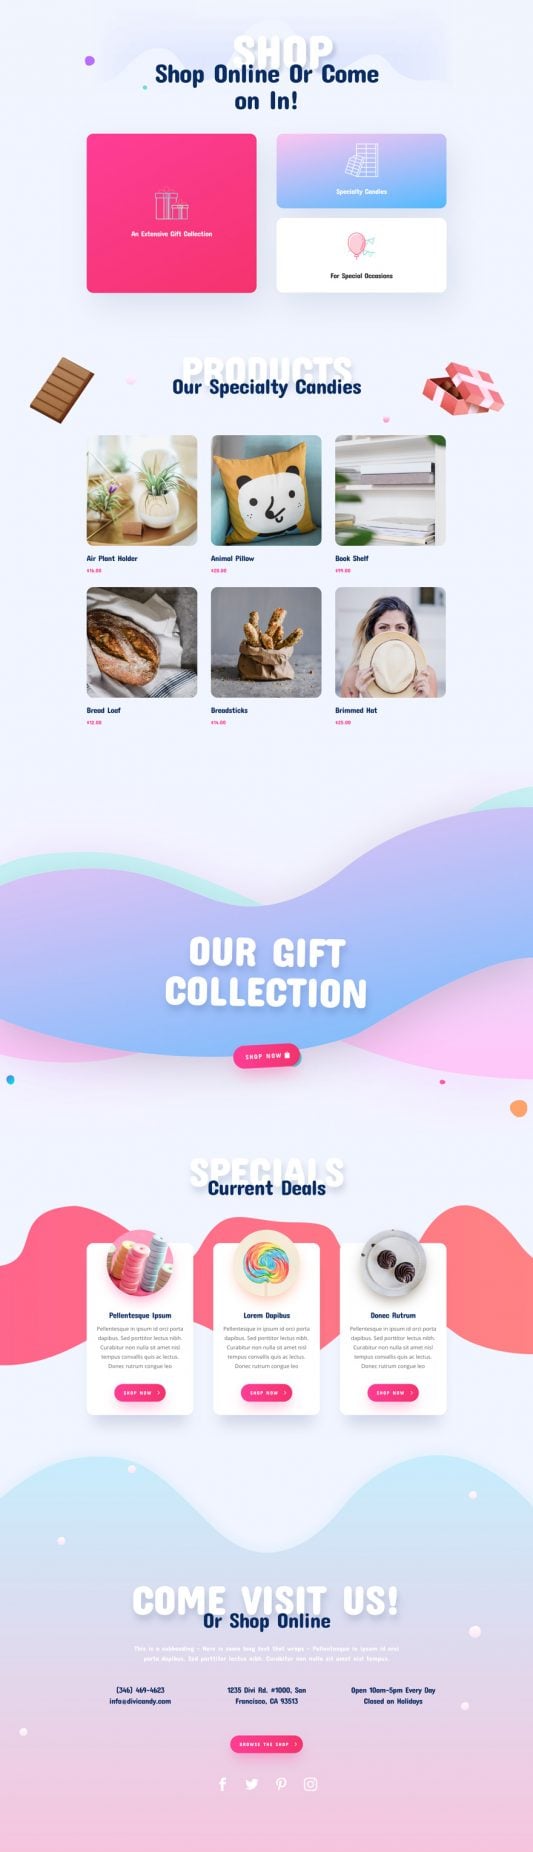 SHOP
Shop Online Or Come
on In!
An Extensive Gift Collection
Specialty Candies
For Special Occasions
PRODUCTS
Our Specialty Candies
Air Plant Holder
Animal Pillow
Book Shelf
$16.00
$20.00
$99.00
Bread Loaf
Breadsticks
Brimmed Hat
$12.00
$14.00
$25.00
OUR GIFT
COLLECTION
SHOP NOW
SPECIALS
Current Deals
Pellentesque Ipsum
Pellentesque in ipsum id orci porta
dapibus. Sed porttitor lectus nibh.
Curabitur non nulla sit amet nisl
tempus convallis quis ac lectus.
Donec rutrum congue leo
SHOP NOW
Lorem Dapibus
Pellentesque in ipsum id orci porta
dapibus. Sed porttitor lectus nibh.
Curabitur non nulla sit amet nisl
tempus convallis quis ac lectus.
Donec rutrum congue leo
SHOP NOW
Donec Rutrum
Pellentesque in ipsum id orci porta
dapibus. Sed porttitor lectus nibh.
Curabitur non nulla sit amet nisl
tempus convallis quis ac lectus.
Donec rutrum congue leo
SHOP NOW
COME VISIT US!
Or Shop Online
This is a subheading - Here is some long text that wraps - Pellentesque in ipsum id orci
porta dapibus. Sed porttitor lectus nibh. Curabitur non nulla sit amet nisl tempus.
(346) 469-4623
info@divicandy.com
1235 Divi Rd. #1000, San
Francisco, CA 93513
Open 10am-5pm Every Day
Closed on Holidays
BROWSE THE SHOP